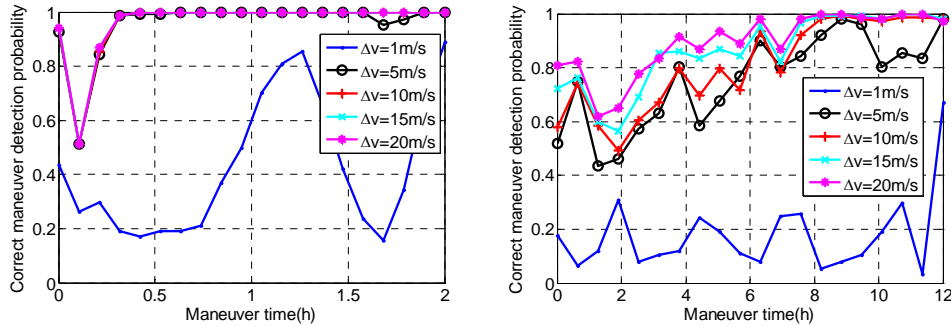 Correct maneuver detection probability
1
0.8
0.6
0.4
0.2
0
0
0.5
1
1.5
2
Maneuver time(h)
Δv=1m/s
Δv=5m/s
Δv=10m/s
Δv=15m/s
Δv=20m/s
Correct maneuver detection probability
1
0.8
0.6
0.4
0.2
0
0
2
4
6
8
10
12
Maneuver time(h)
Δv=1m/s
Δv=5m/s
Δv=10m/s
Δv=15m/s
Δv=20m/s